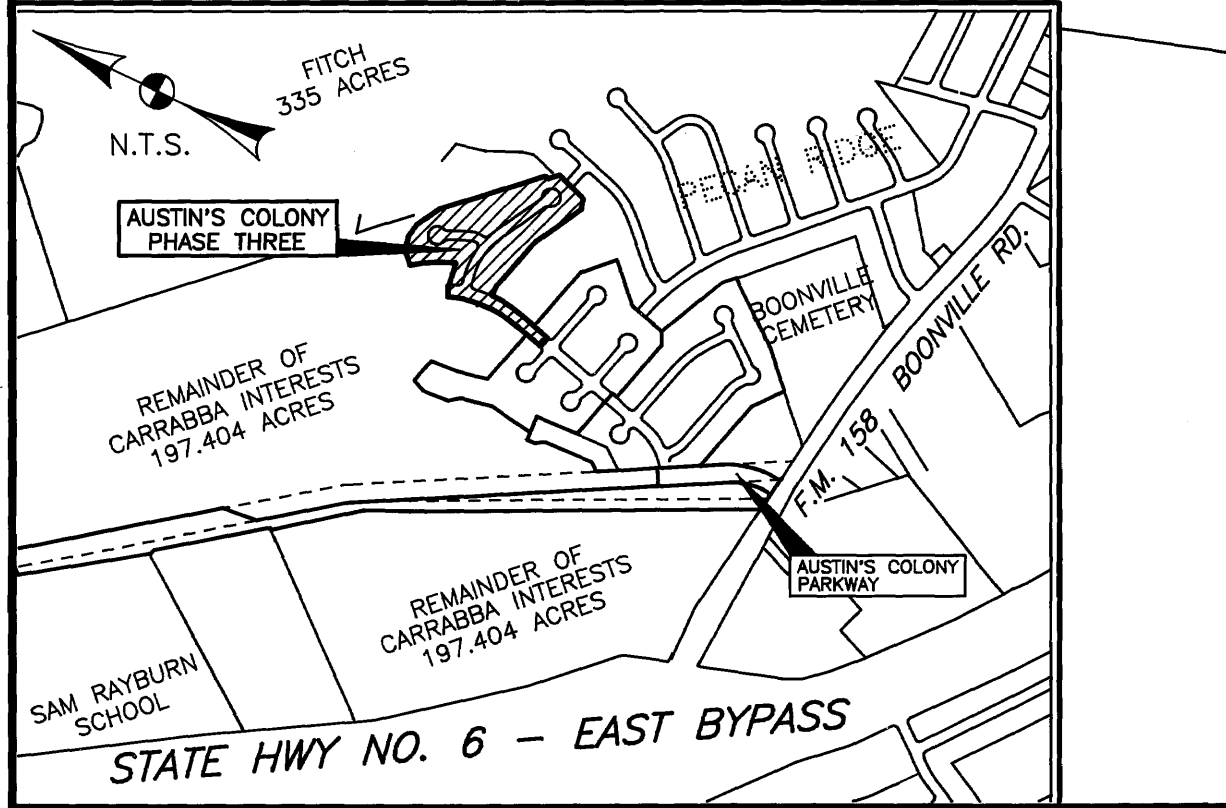 FITCH
335 ACRES
N.T.S.
AUSTIN'S COLONY
PHASE THREE
PECAN RIDGE
BOONVILLE
CEMETERY
BOONVILLE RD.
F.M. 158
REMAINDER OF
CARRABBA INTERESTS
197.404 ACRES
AUSTIN'S COLONY
PARKWAY
REMAINDER OF
CARRABBA INTERESTS
197.404 ACRES
SAM RAYBURN
SCHOOL
STATE HWY NO. 6 – EAST BYPASS